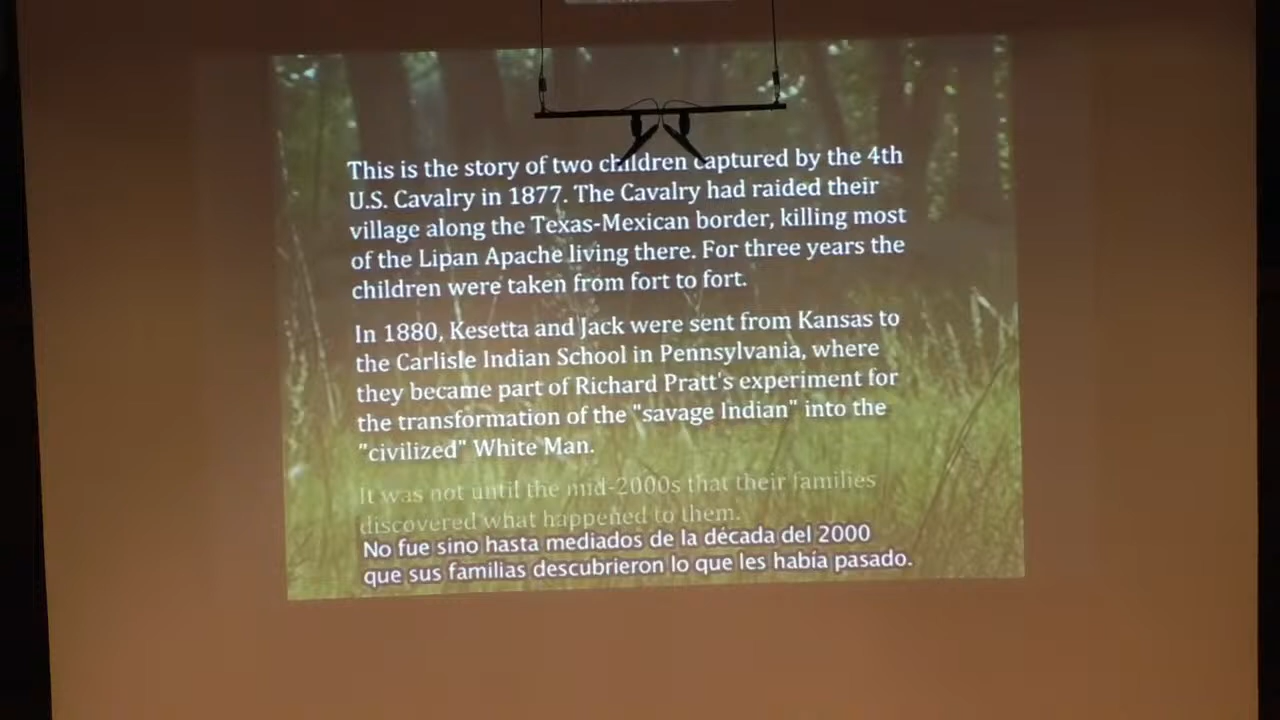 This is the story of two children captured by the 4th
U.S. Cavalry in 1877. The Cavalry had raided their
village along the Texas-Mexican border, killing most
of the Lipan Apache living there. For three years the
children were taken from fort to fort.
In 1880, Kesetta and Jack were sent from Kansas to
the Carlisle Indian School in Pennsylvania, where
they became part of Richard Pratt's experiment for
the transformation of the "savage Indian" into the
"civilized" White Man.
It was not until the mid-2000s that their families
discovered what happened to them.
No fue sino hasta mediados de la década del 2000
que sus familias descubrieron lo que les había pasado.